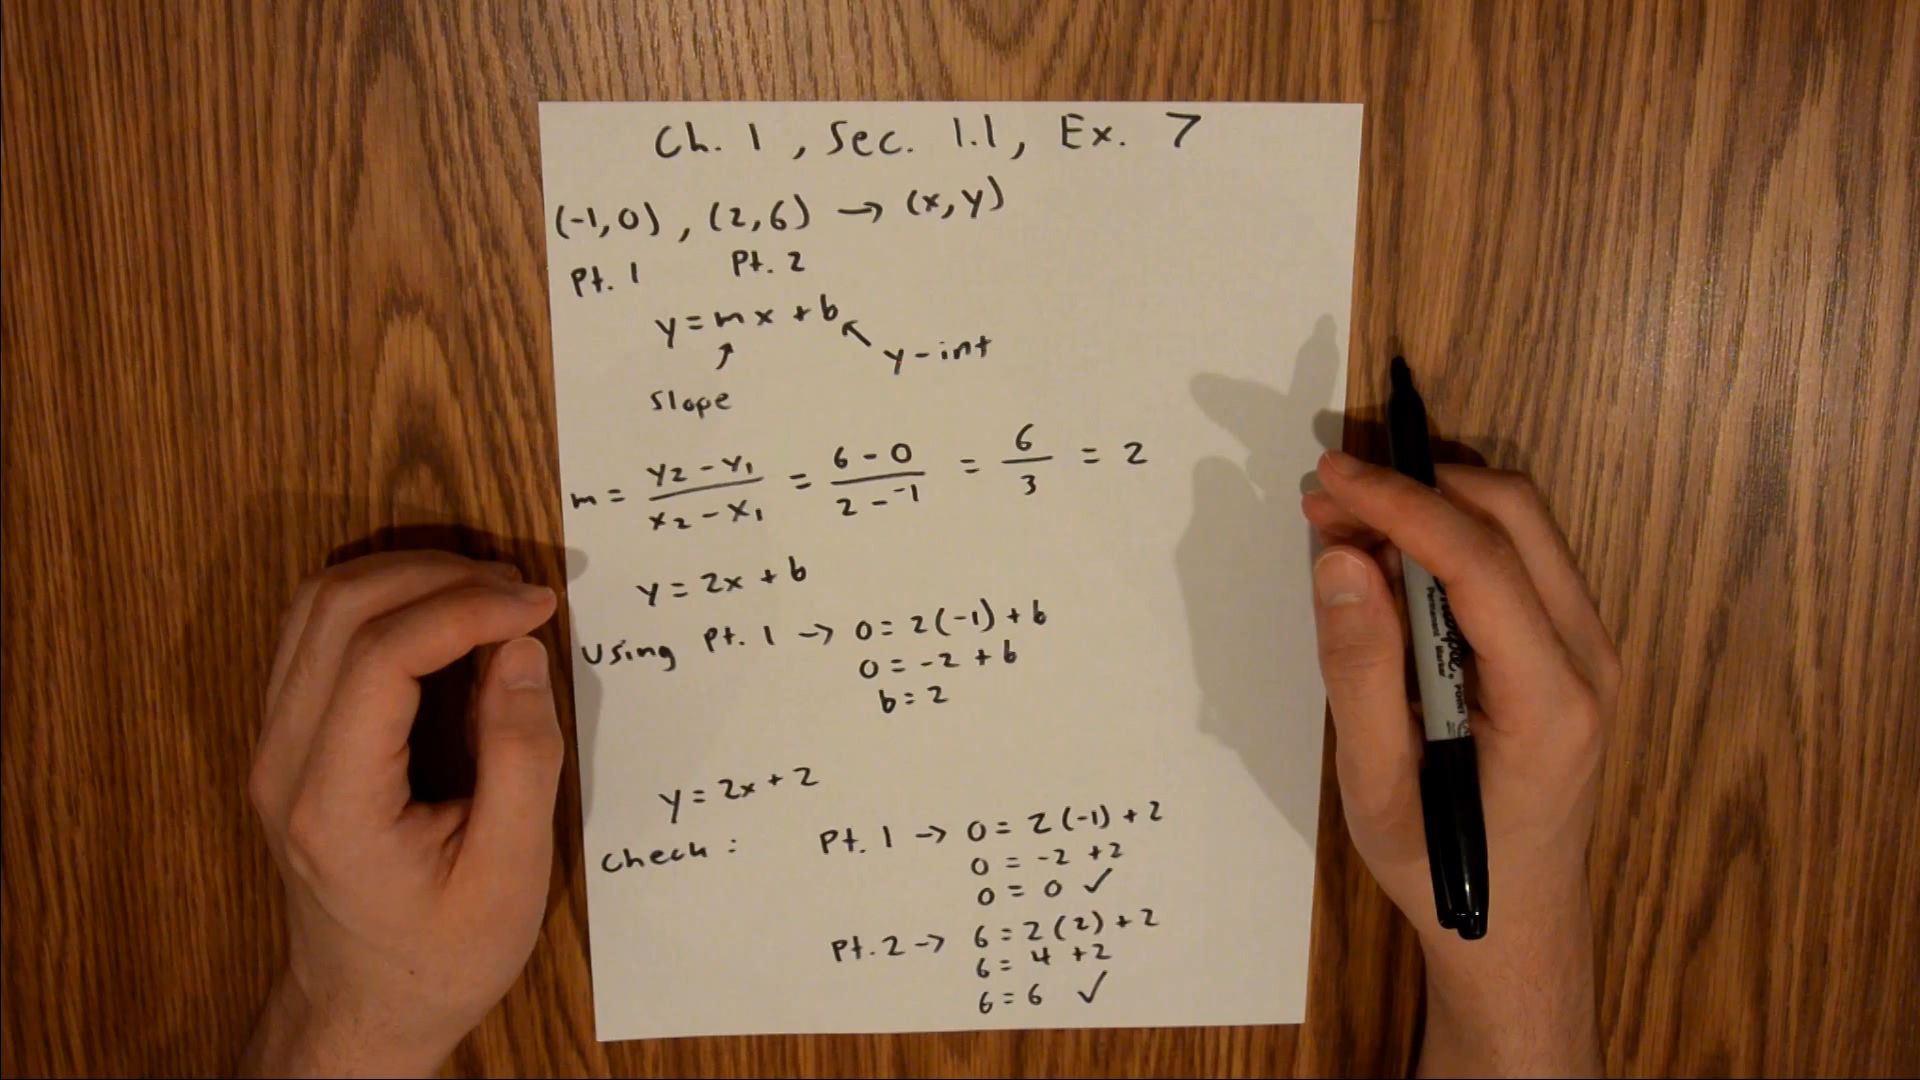 Ch. 1, Sec. 1.1, Ex. 7
(-1,0), (2,6) → (x,y)
Pt. 1 Pt. 2
y = mx + b
y-int
slope
m = y2 - y1 / x2 - x1 = 6 - 0 / 2 - -1 = 6 / 3 = 2
y = 2x + b
Using Pt. 1 → 0 = 2(-1) + b
0 = -2 + b
b = 2
y = 2x + 2
Check: Pt. 1 → 0 = 2(-1) + 2
0 = -2 + 2
0 = 0 ✓
Pt. 2 → 6 = 2(2) + 2
6 = 4 + 2
6 = 6 ✓
Sharpie.
Permanent Marker